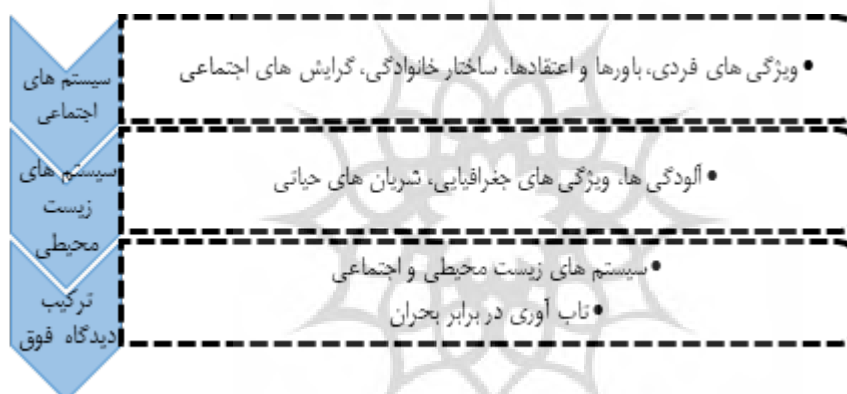 سیستم های
اجتماعی
• ویژگی های فردی، باورها و اعتقادها، ساختار خانوادگی، گرایش های اجتماعی
سیستم های
زیست
محیطی
• آلودگی ها، ویژگی های جغرافیایی، شریان های حیاتی
ترکیب
دیدگاه فوق
• سیستم های زیست محیطی و اجتماعی
• تاب آوری در برابر بحران